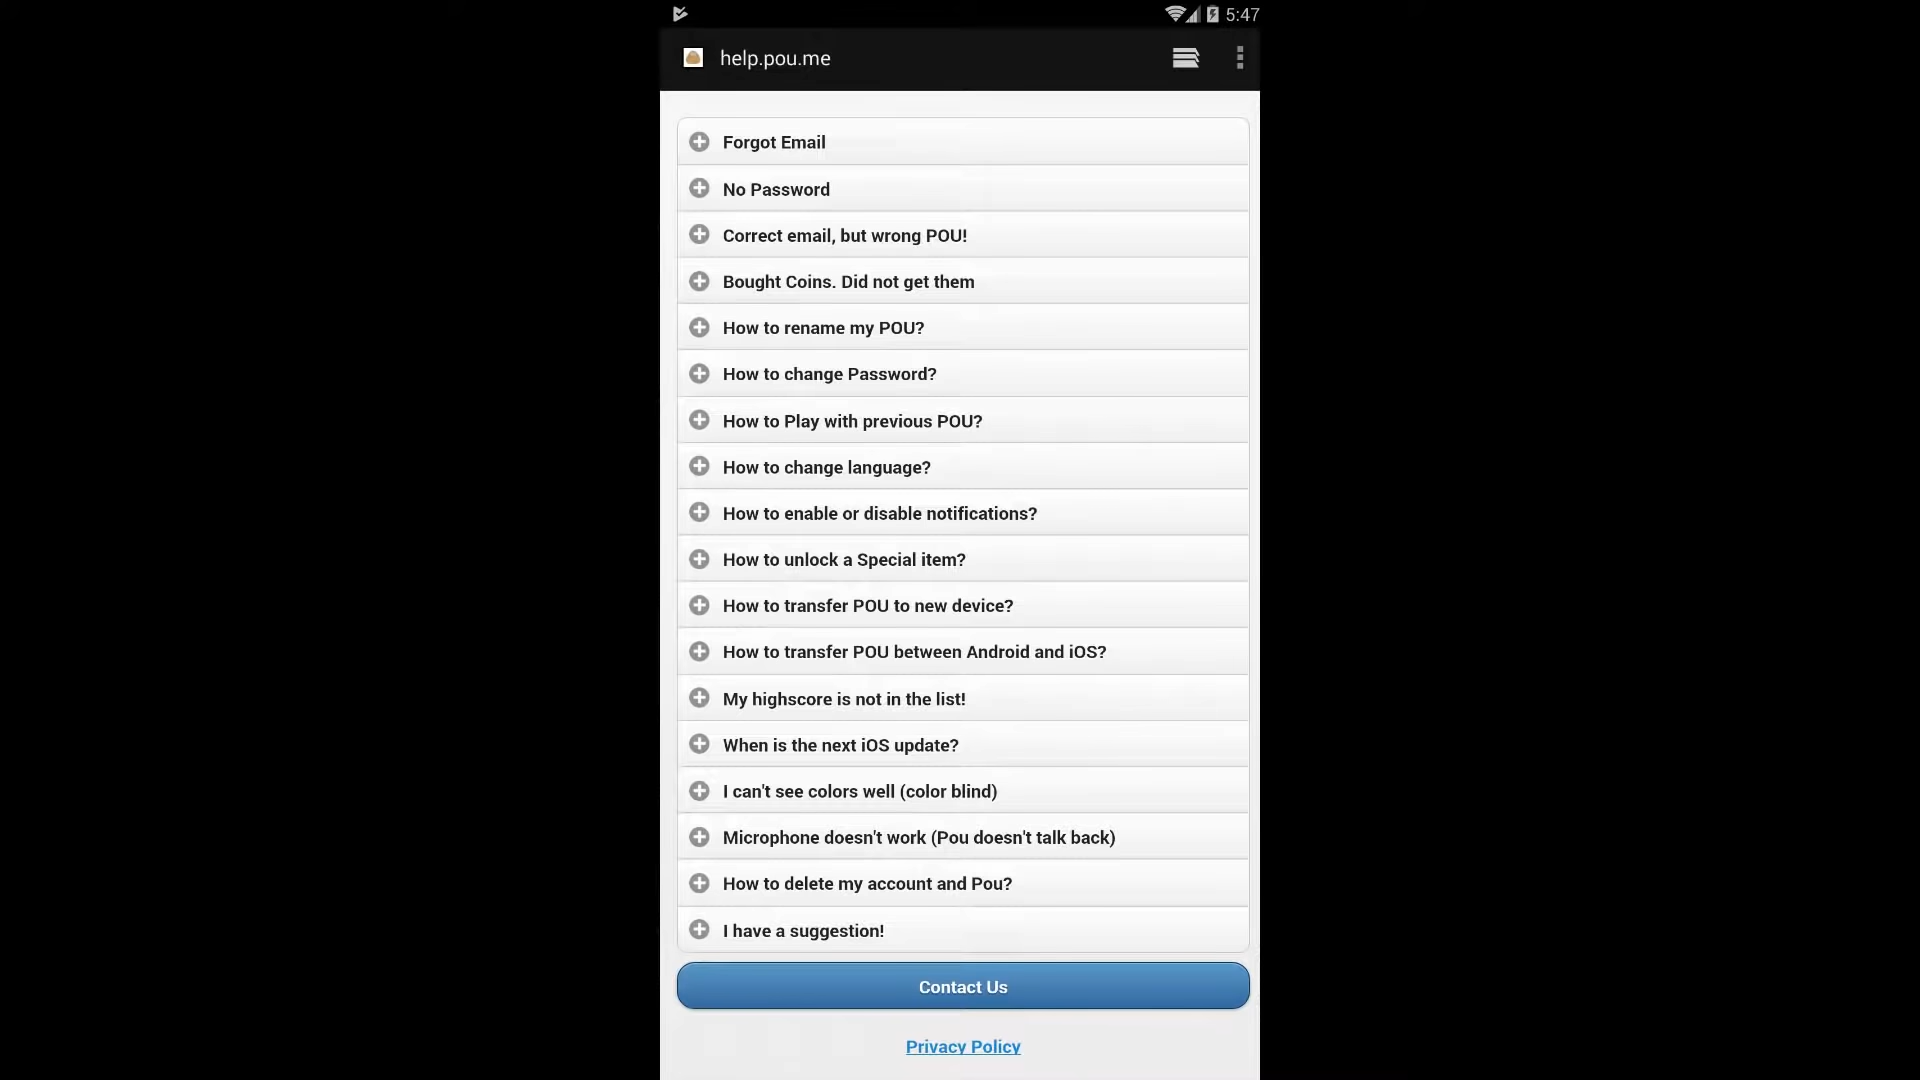 5:47
help.pou.me
Forgot Email
No Password
Correct email, but wrong POU!
Bought Coins. Did not get them
How to rename my POU?
How to change Password?
How to Play with previous POU?
How to change language?
How to enable or disable notifications?
How to unlock a Special item?
How to transfer POU to new device?
How to transfer POU between Android and iOS?
My highscore is not in the list!
When is the next iOS update?
I can't see colors well (color blind)
Microphone doesn't work (Pou doesn't talk back)
How to delete my account and Pou?
I have a suggestion!
Contact Us
Privacy Policy